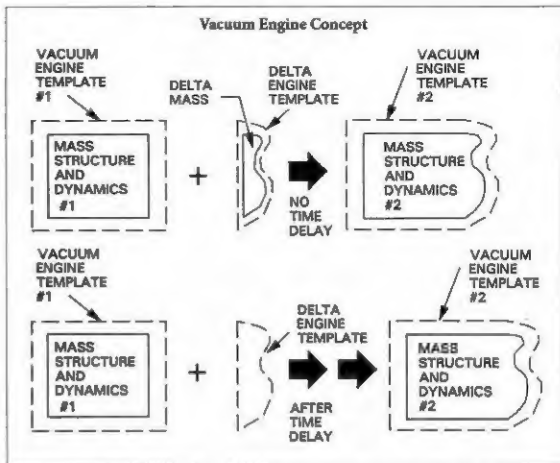 Vacuum Engine Concept
VACUUM
ENGINE
TEMPLATE
#1
DELTA
MASS
DELTA
ENGINE
TEMPLATE
VACUUM
ENGINE
TEMPLATE
#2
MASS
STRUCTURE
AND
DYNAMICS
#1
+
NO
TIME
DELAY
MASS
STRUCTURE
AND
DYNAMICS
#2
VACUUM
ENGINE
TEMPLATE
#1
DELTA
ENGINE
TEMPLATE
VACUUM
ENGINE
TEMPLATE
#2
MASS
STRUCTURE
AND
DYNAMICS
#1
+
AFTER
TIME
DELAY
MASS
STRUCTURE
AND
DYNAMICS
#2